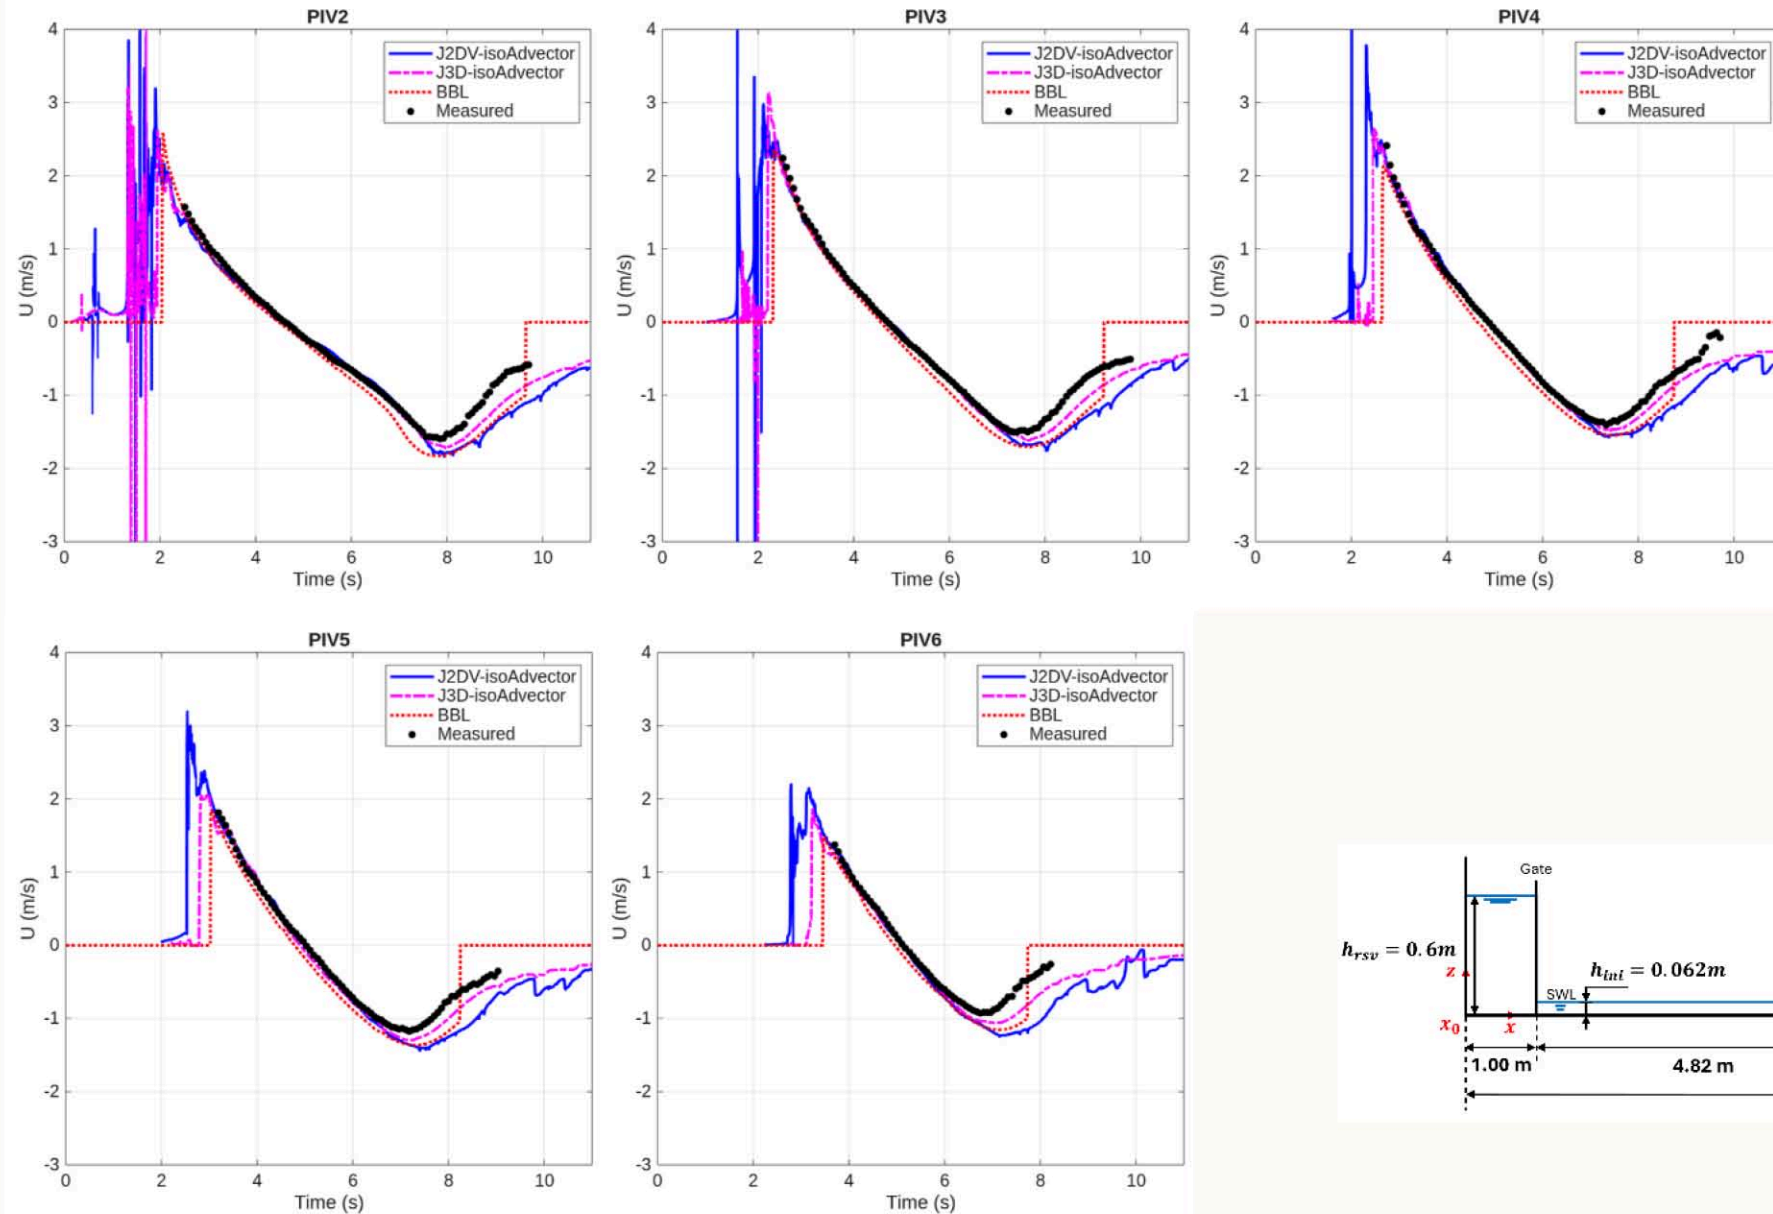 PIV2
4
3
2
1
0
-1
-2
-3
U (m/s)
0 2 4 6 8 10
Time (s)
J2DV-isoAdvector
J3D-isoAdvector
BBL
Measured
PIV3
4
3
2
1
0
-1
-2
-3
U (m/s)
0 2 4 6 8 10
Time (s)
J2DV-isoAdvector
J3D-isoAdvector
BBL
Measured
PIV4
4
3
2
1
0
-1
-2
-3
U (m/s)
0 2 4 6 8 10
Time (s)
J2DV-isoAdvector
J3D-isoAdvector
BBL
Measured
PIV5
4
3
2
1
0
-1
-2
-3
U (m/s)
0 2 4 6 8 10
Time (s)
J2DV-isoAdvector
J3D-isoAdvector
BBL
Measured
PIV6
4
3
2
1
0
-1
-2
-3
U (m/s)
0 2 4 6 8 10
Time (s)
J2DV-isoAdvector
J3D-isoAdvector
BBL
Measured
Gate
h_rsv = 0.6m
z
h_ini = 0.062m
SWL
x_0
x
1.00 m
4.82 m